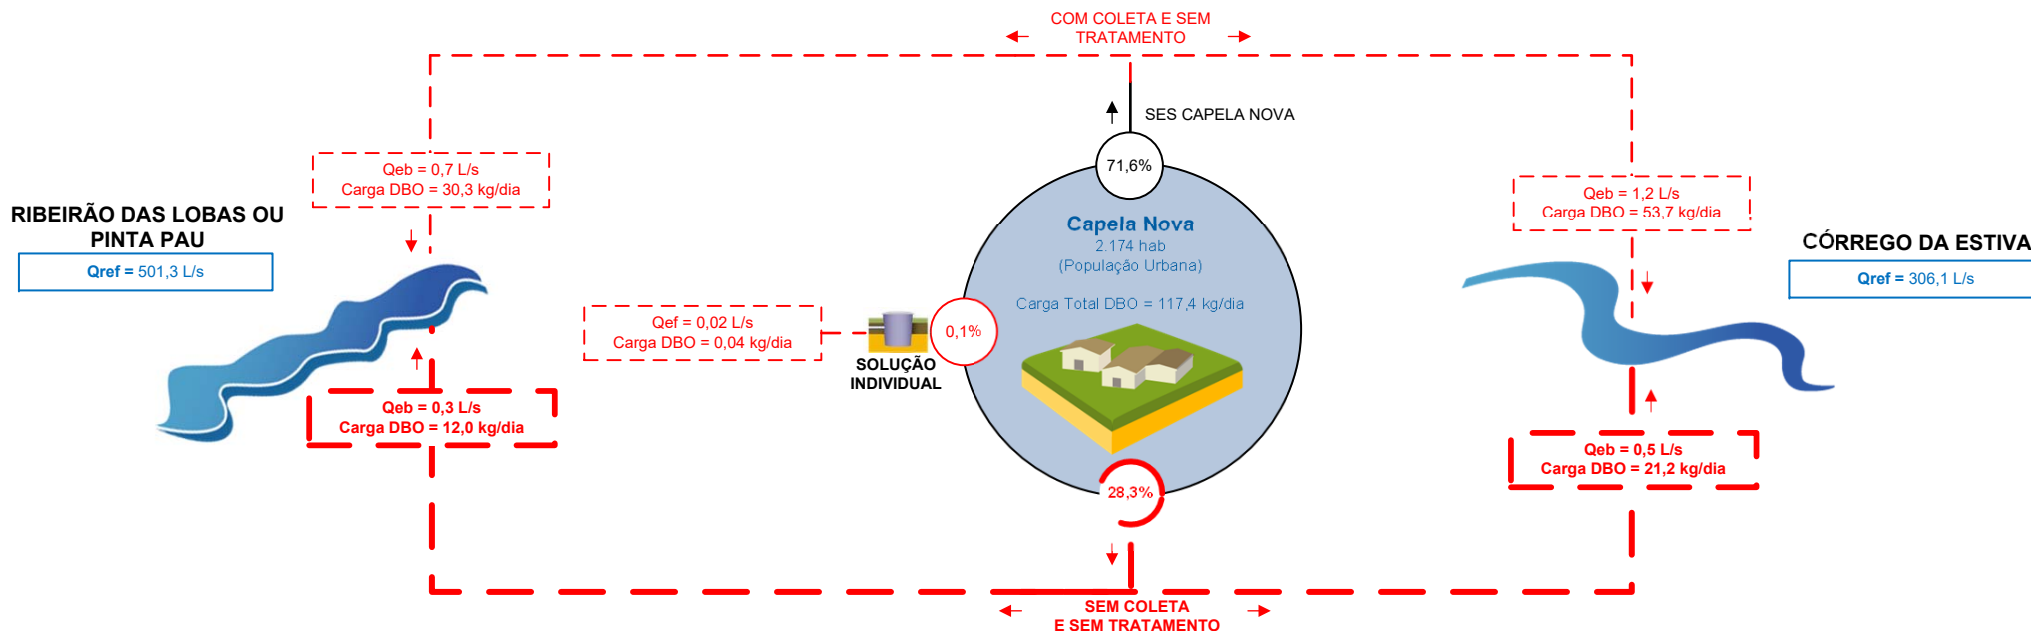 COM COLETA E SEM
TRATAMENTO
SES CAPELA NOVA
71,6%
Qeb = 0,7 L/s
Carga DBO = 30,3 kg/dia
Qeb = 1,2 L/s
Carga DBO = 53,7 kg/dia
RIBEIRÃO DAS LOBAS OU
PINTA PAU
Qref = 501,3 L/s
Capela Nova
2.174 hab
(População Urbana)
Carga Total DBO = 117,4 kg/dia
CÓRREGO DA ESTIVA
Qref = 306,1 L/s
Qef = 0,02 L/s
Carga DBO = 0,04 kg/dia
0,1%
SOLUÇÃO
INDIVIDUAL
Qeb = 0,3 L/s
Carga DBO = 12,0 kg/dia
Qeb = 0,5 L/s
Carga DBO = 21,2 kg/dia
28,3%
SEM COLETA
E SEM TRATAMENTO